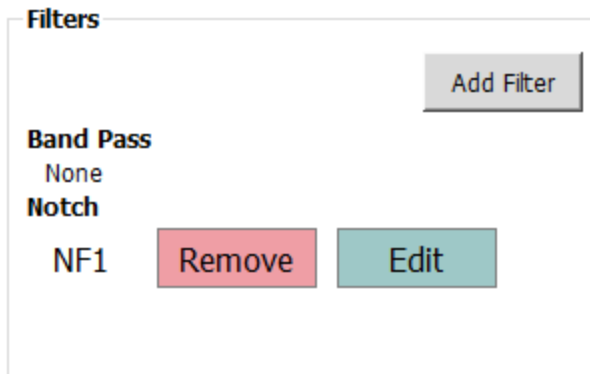 Filters
Add Filter
Band Pass
None
Notch
NF1 Remove Edit